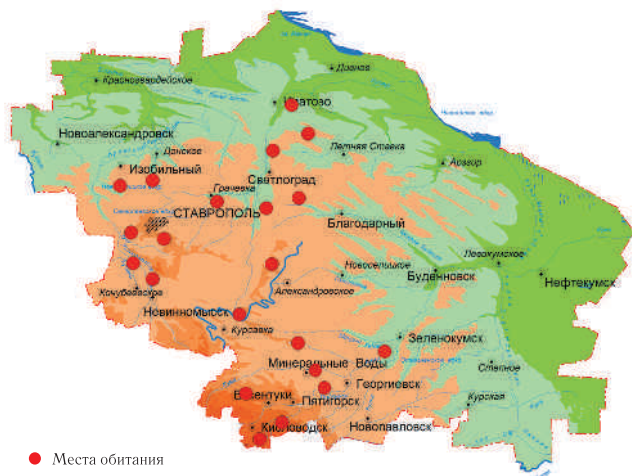 Дивное
Красногвардейское
Ипатово
Новоалександровск
Донское
Летняя Ставка
Арзгир
Изобильный
Светлоград
Грачевка
СТАВРОПОЛЬ
Благодарный
Левокумское
Новоселицкое
Буденновск
Нефтекумск
Кочубеевское
Александровское
Невинномысск
Курсавка
Зеленокумск
Минеральные Воды
Степное
Георгиевск
Ессентуки
Пятигорск
Курская
Кисловодск
Новопавловск
Места обитания